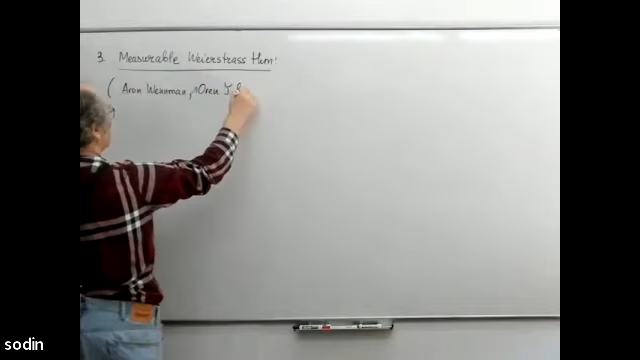 3. Measurable Weierstrass thm:
( Aron Wennman, Oren Y.
sodin